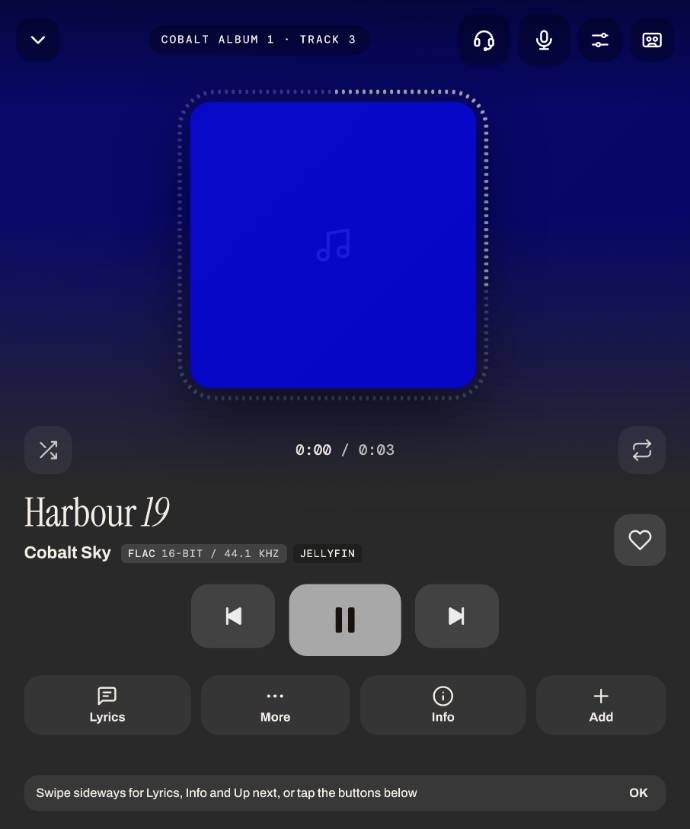 COBALT ALBUM 1 · TRACK 3
0:00 / 0:03
Harbour 19
Cobalt Sky FLAC 16-BIT / 44.1 KHZ JELLYFIN
Lyrics More Info Add
Swipe sideways for Lyrics, Info and Up next, or tap the buttons below OK